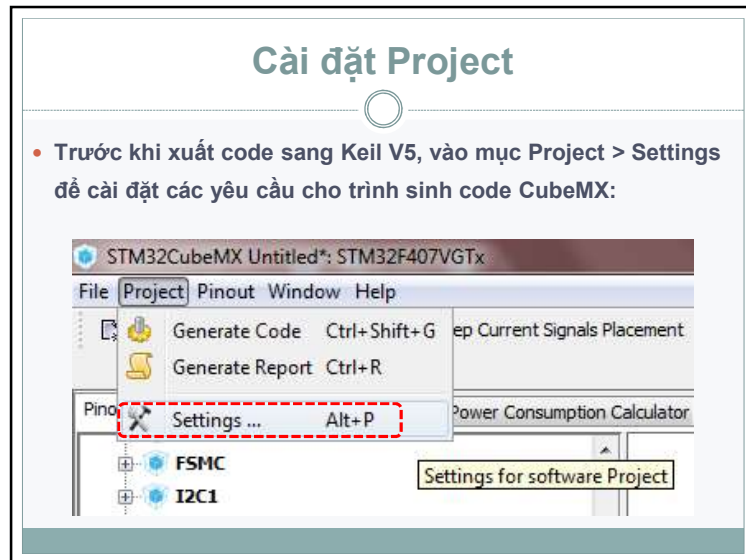 Cài đặt Project
• Trước khi xuất code sang Keil V5, vào mục Project > Settings
để cài đặt các yêu cầu cho trình sinh code CubeMX:
STM32CubeMX Untitled*: STM32F407VGTx
File Project Pinout Window Help
Generate Code Ctrl+Shift+G ep Current Signals Placement
Generate Report Ctrl+R
Pino Settings ... Alt+P Power Consumption Calculator
FSMC
Settings for software Project
I2C1